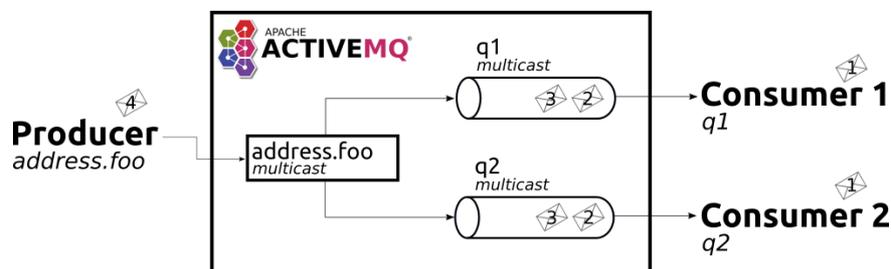 APACHE
ACTIVEMQ®
q1
multicast
3
2
1
Consumer 1
q1
4
Producer
address.foo
address.foo
multicast
q2
multicast
3
2
1
Consumer 2
q2